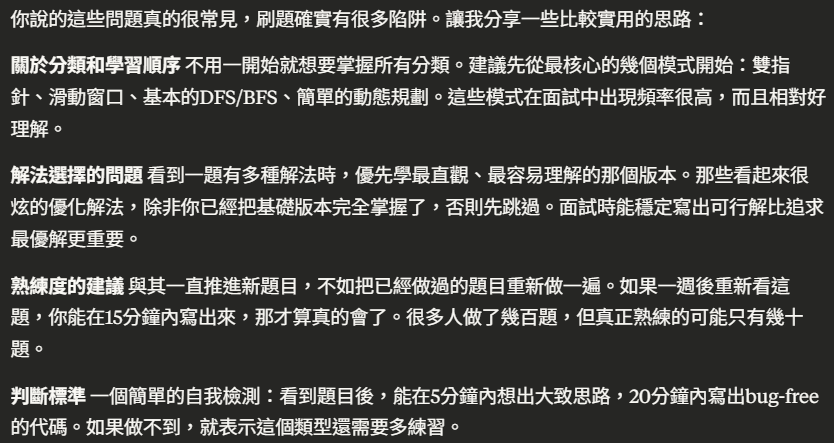 你說的這些問題真的很常見，刷題確實有很多陷阱。讓我分享一些比較實用的思路：
關於分類和學習順序 不用一開始就想要掌握所有分類。建議先從最核心的幾個模式開始：雙指
針、滑動窗口、基本的DFS/BFS、簡單的動態規劃。這些模式在面試中出現頻率很高，而且相對好
理解。
解法選擇的問題 看到一題有多種解法時，優先學最直觀、最容易理解的那個版本。那些看起來很
炫的優化解法，除非你已經把基礎版本完全掌握了，否則先跳過。面試時能穩定寫出可行解比追求
最優解更重要。
熟練度的建議 與其一直推進新題目，不如把已經做過的題目重新做一遍。如果一週後重新看這
題，你能在15分鐘內寫出來，那才算真的會了。很多人做了幾百題，但真正熟練的可能只有幾十
題。
判斷標準 一個簡單的自我檢測：看到題目後，能在5分鐘內想出大致思路，20分鐘內寫出bug-free
的代碼。如果做不到，就表示這個類型還需要多練習。